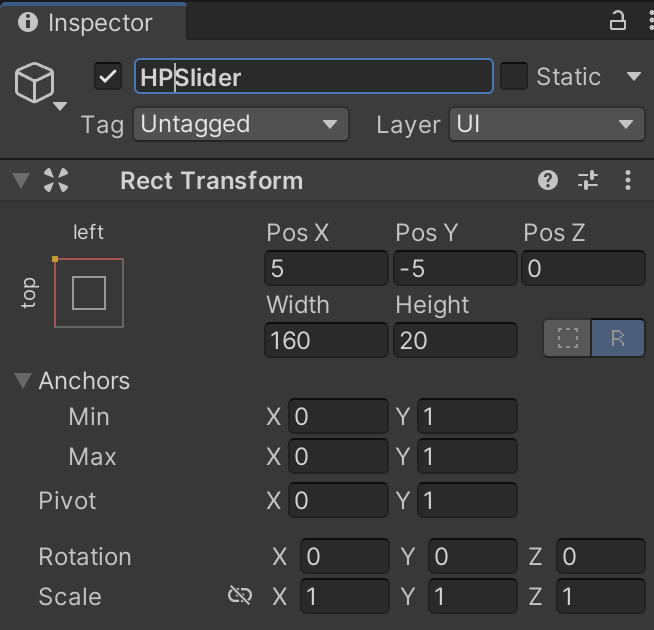 Inspector
HPSlider
Static
Tag
Untagged
Layer
UI
Rect Transform
left
top
Pos X Pos Y Pos Z
5 -5 0
Width Height
160 20
R
Anchors
Min X 0 Y 1
Max X 0 Y 1
Pivot X 0 Y 1
Rotation X 0 Y 0 Z 0
Scale X 1 Y 1 Z 1